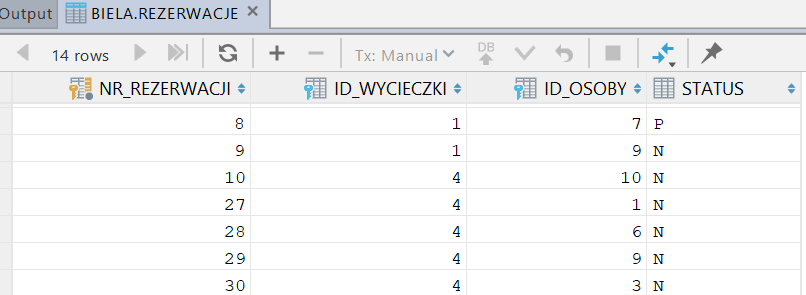 Output BIELA.REZERWACJE
14 rows Tx: Manual DB
NR_REZERWACJI ID_WYCIECZKI ID_OSOBY STATUS
8 1 7 P
9 1 9 N
10 4 10 N
27 4 1 N
28 4 6 N
29 4 9 N
30 4 3 N